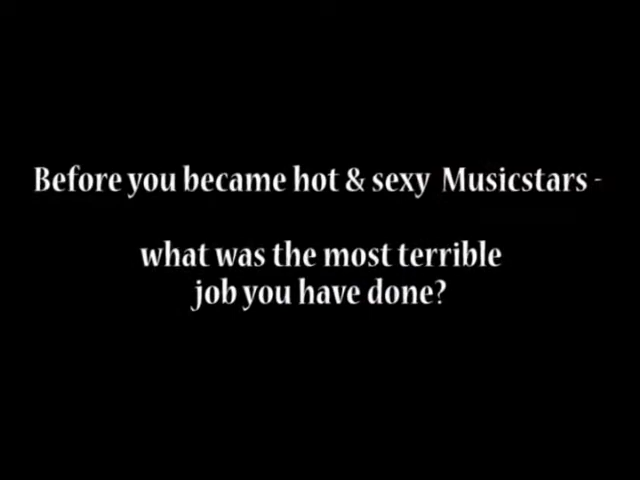 Before you became hot & sexy Musicstars -
what was the most terrible
job you have done?